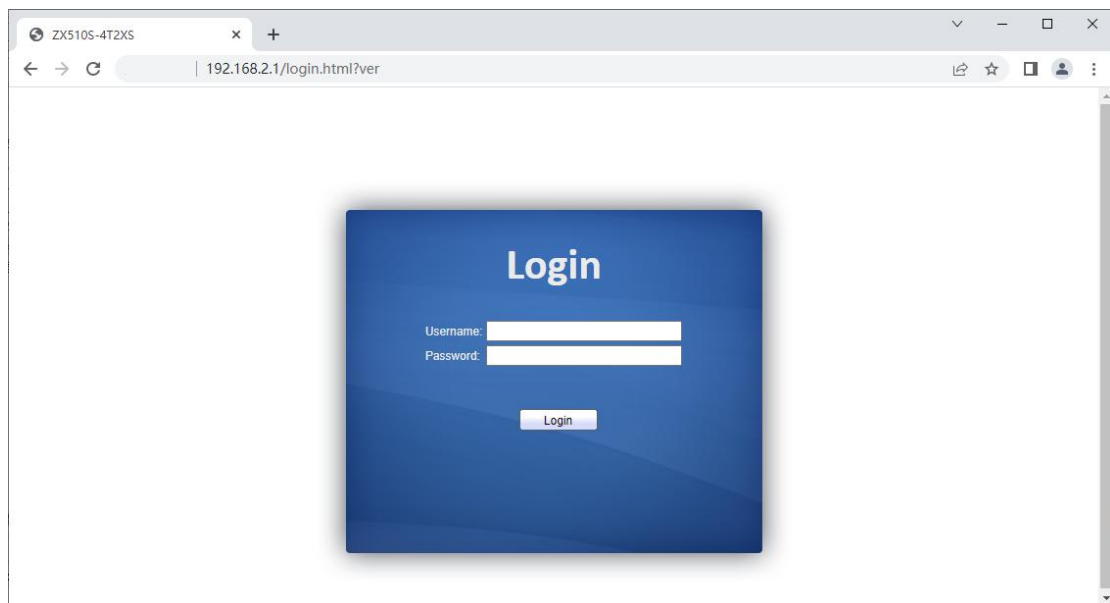 ZX510S-4T2XS
192.168.2.1/login.html?ver
Login
Username:
Password:
Login